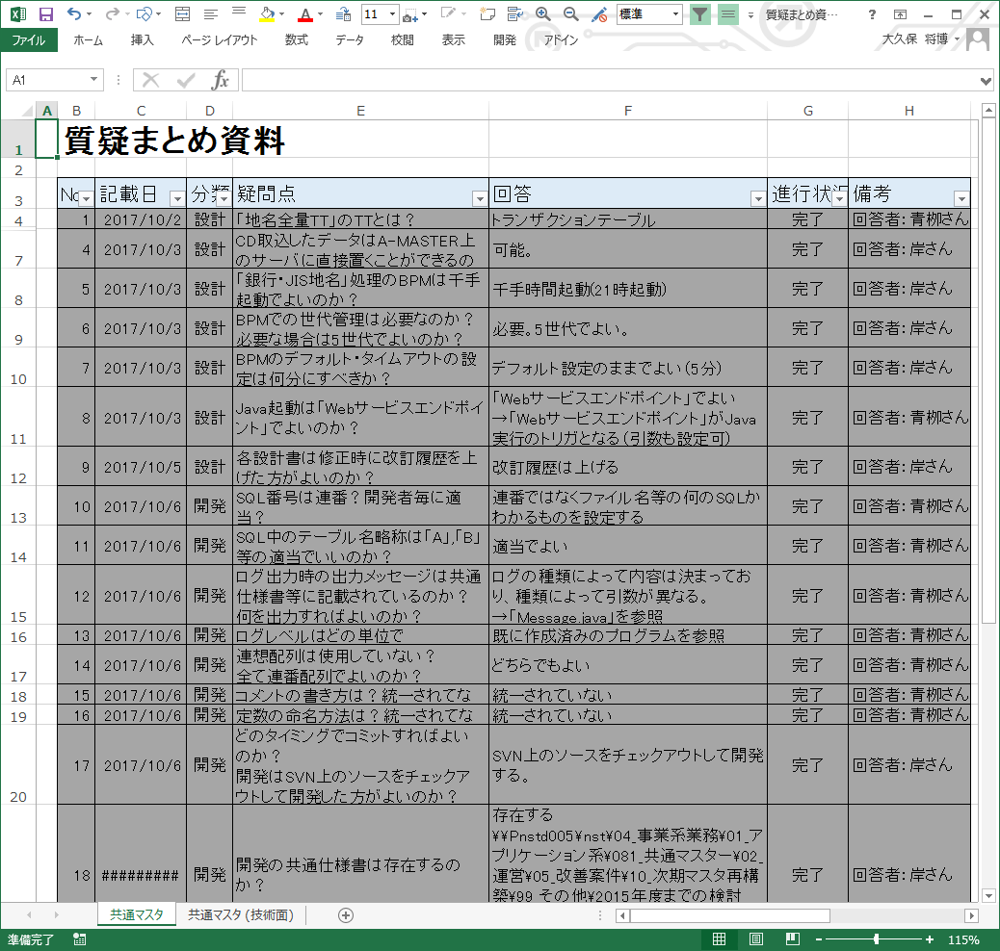 11 標準 質疑まとめ資… ?
ファイル ホーム 挿入 ページ レイアウト 数式 データ 校閲 表示 開発 アドイン 大久保 将博
A1 fx
A B C D E F G H
1 質疑まとめ資料
2
3 No 記載日 分類 疑問点 回答 進行状況 備考
4 1 2017/10/2 設計 「地名全量TT」のTTとは? トランザクションテーブル 完了 回答者:青栁さん
7 4 2017/10/3 設計 CD取込したデータはA-MASTER上
のサーバに直接置くことができるの 可能。 完了 回答者:岸さん
8 5 2017/10/3 設計 「銀行・JIS地名」処理のBPMは千手
起動でよいのか? 千手時間起動(21時起動) 完了 回答者:岸さん
9 6 2017/10/3 設計 BPMでの世代管理は必要なのか?
必要な場合は5世代でよいのか? 必要。5世代でよい。 完了 回答者:岸さん
10 7 2017/10/3 設計 BPMのデフォルト・タイムアウトの設
定は何分にすべきか? デフォルト設定のままでよい(5分) 完了 回答者:岸さん
11 8 2017/10/3 設計 Java起動は「Webサービスエンドポイ
ント」でよいのか? 「Webサービスエンドポイント」でよい
→「Webサービスエンドポイント」がJava
実行のトリガとなる(引数も設定可) 完了 回答者:青栁さん
12 9 2017/10/5 設計 各設計書は修正時に改訂履歴を上
げた方がよいのか? 改訂履歴は上げる 完了 回答者:岸さん
13 10 2017/10/6 開発 SQL番号は連番?開発者毎に適
当? 連番ではなくファイル名等の何のSQLか
わかるものを設定する 完了 回答者:青栁さん
14 11 2017/10/6 開発 SQL中のテーブル名略称は「A」,「B」
等の適当でいいのか? 適当でよい 完了 回答者:青栁さん
15 12 2017/10/6 開発 ログ出力時の出力メッセージは共通
仕様書等に記載されているのか?
何を出力すればよいのか? ログの種類によって内容は決まってお
り、種類によって引数が異なる。
→「Message.java」を参照 完了 回答者:青栁さん
16 13 2017/10/6 開発 ログレベルはどの単位で 既に作成済みのプログラムを参照 完了 回答者:青栁さん
17 14 2017/10/6 開発 連想配列は使用していない?
全て連番配列でよいのか? どちらでもよい 完了 回答者:青栁さん
18 15 2017/10/6 開発 コメントの書き方は?統一されてな 統一されていない 完了 回答者:青栁さん
19 16 2017/10/6 開発 定数の命名方法は?統一されてな 統一されていない 完了 回答者:青栁さん
20 17 2017/10/6 開発 どのタイミングでコミットすればよい
のか?
開発はSVN上のソースをチェックア
ウトして開発した方がよいのか? SVN上のソースをチェックアウトして開発
する。 完了 回答者:岸さん
18 ######### 開発 開発の共通仕様書は存在するの
か? 存在する
¥¥Pnstd005¥nst¥04_事業系業務¥01_ア
プリケーション系¥081_共通マスター¥02_
運営¥05_改善案件¥10_次期マスタ再構
築¥99_その他¥2015年度までの検討 完了 回答者:岸さん
共通マスタ 共通マスタ (技術面)
準備完了 115%